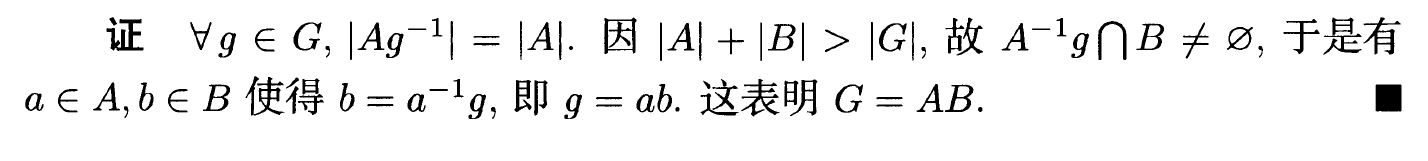 证 ∀g ∈ G, |Ag⁻¹| = |A|. 因 |A| + |B| > |G|, 故 A⁻¹g⋂B ≠ ∅, 于是有
a ∈ A, b ∈ B 使得 b = a⁻¹g, 即 g = ab. 这表明 G = AB. ■